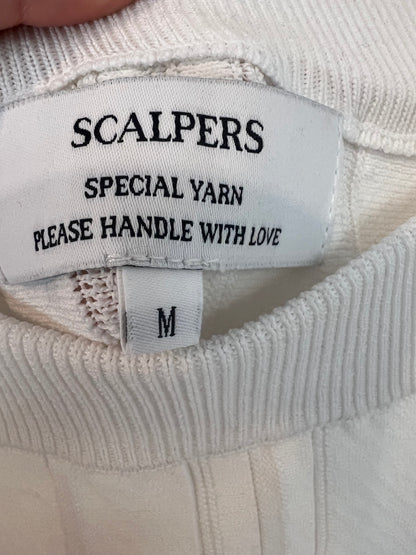 SCALPERS
SPECIAL YARN
PLEASE HANDLE WITH LOVE
M